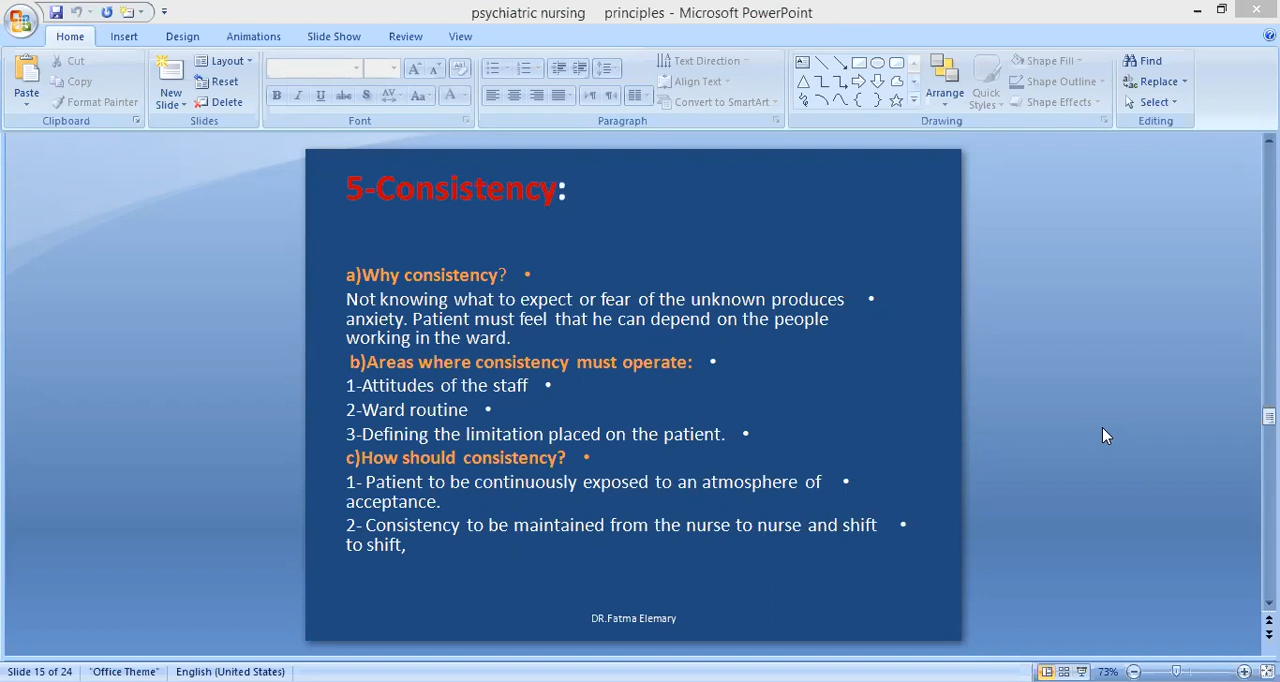 psychiatric nursing principles - Microsoft PowerPoint
Home Insert Design Animations Slide Show Review View
Paste
Cut
Copy
Format Painter
Clipboard
New Slide
Layout
Reset
Delete
Slides
B I U abc S AV Aa A
Font
Text Direction
Align Text
Convert to SmartArt
Paragraph
Arrange
Quick Styles
Shape Fill
Shape Outline
Shape Effects
Drawing
Find
Replace
Select
Editing
5-Consistency:
a)Why consistency? •
Not knowing what to expect or fear of the unknown produces •
anxiety. Patient must feel that he can depend on the people
working in the ward.
b)Areas where consistency must operate: •
1-Attitudes of the staff •
2-Ward routine •
3-Defining the limitation placed on the patient. •
c)How should consistency? •
1- Patient to be continuously exposed to an atmosphere of •
acceptance.
2- Consistency to be maintained from the nurse to nurse and shift •
to shift,
DR.Fatma Elemary
Slide 15 of 24 "Office Theme" English (United States) 73%